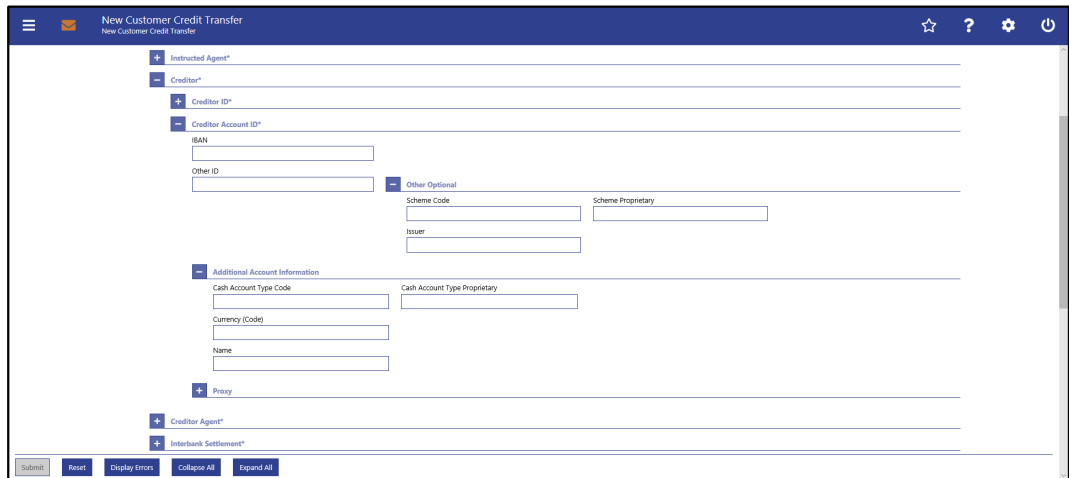 New Customer Credit Transfer
New Customer Credit Transfer
?
+ Instructed Agent*
− Creditor*
+ Creditor ID*
− Creditor Account ID*
IBAN
Other ID
− Other Optional
Scheme Code Scheme Proprietary
Issuer
− Additional Account Information
Cash Account Type Code Cash Account Type Proprietary
Currency (Code)
Name
+ Proxy
+ Creditor Agent*
+ Interbank Settlement*
Submit Reset Display Errors Collapse All Expand All